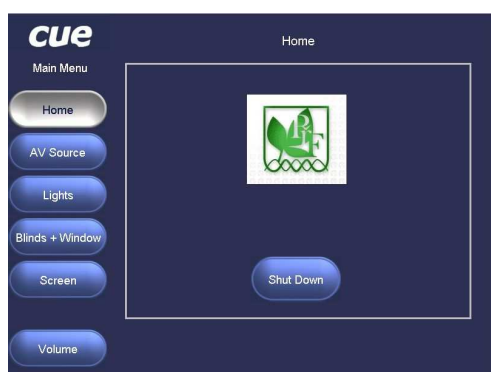 cue
Home
Main Menu
Home
AV Source
Lights
Blinds + Window
Screen
Shut Down
Volume